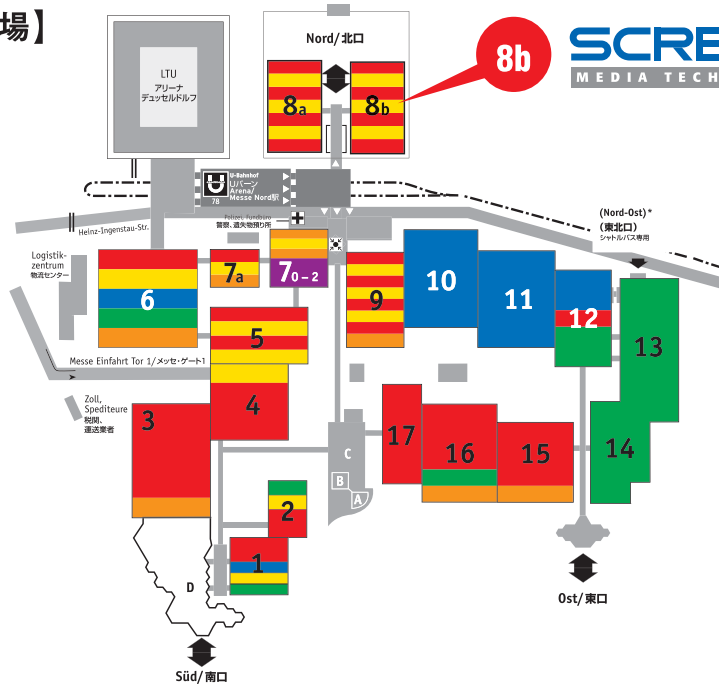 場】
Nord/北口
LTU
アリーナ
デュッセルドルフ
8a
8b
8b
SCRE
MEDIA TECH
U
U-Bahnhof
Uバーン
Arena/
Messe Nord駅
78
Polizei, Fundbüro
警察、遺失物預り所
Heinz-Ingenstau-Str.
(Nord-Ost)*
(東北口)
シャトルバス専用
Logistik-
zentrum
物流センター
6
7a
70-2
9
10
11
12
13
5
Messe Einfahrt Tor 1/メッセ・ゲート1
4
3
Zoll,
Spediteure
税関、
運送業者
17
16
15
14
C
B
A
2
1
D
Ost/東口
Süd/南口